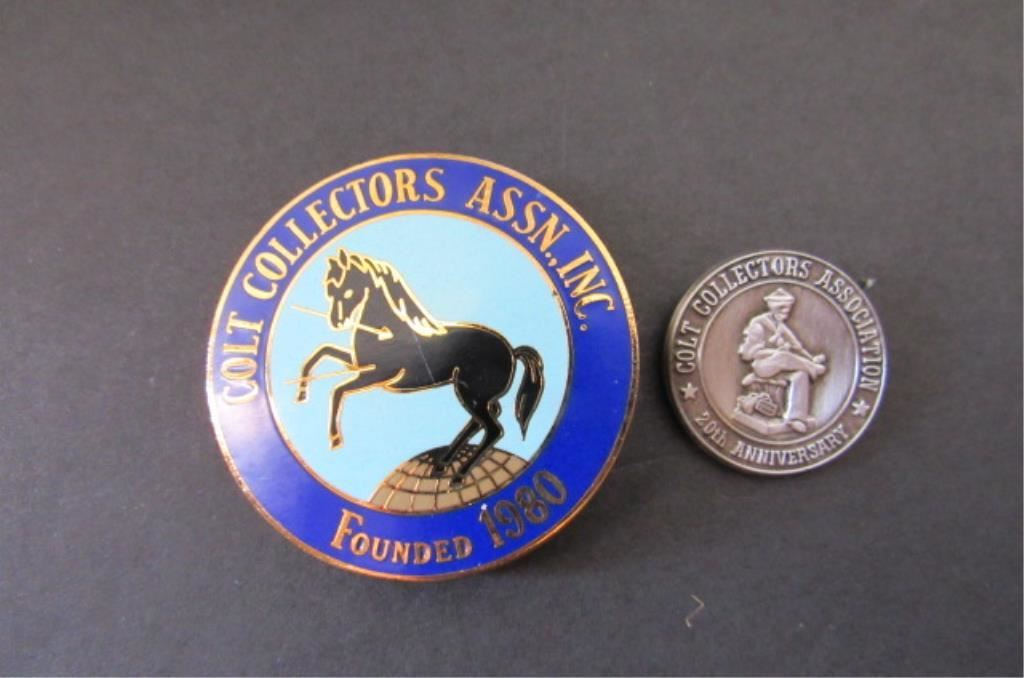 COLT COLLECTORS ASSN., INC.
FOUNDED 1980
COLT COLLECTORS ASSOCIATION
★ 20th ANNIVERSARY ★